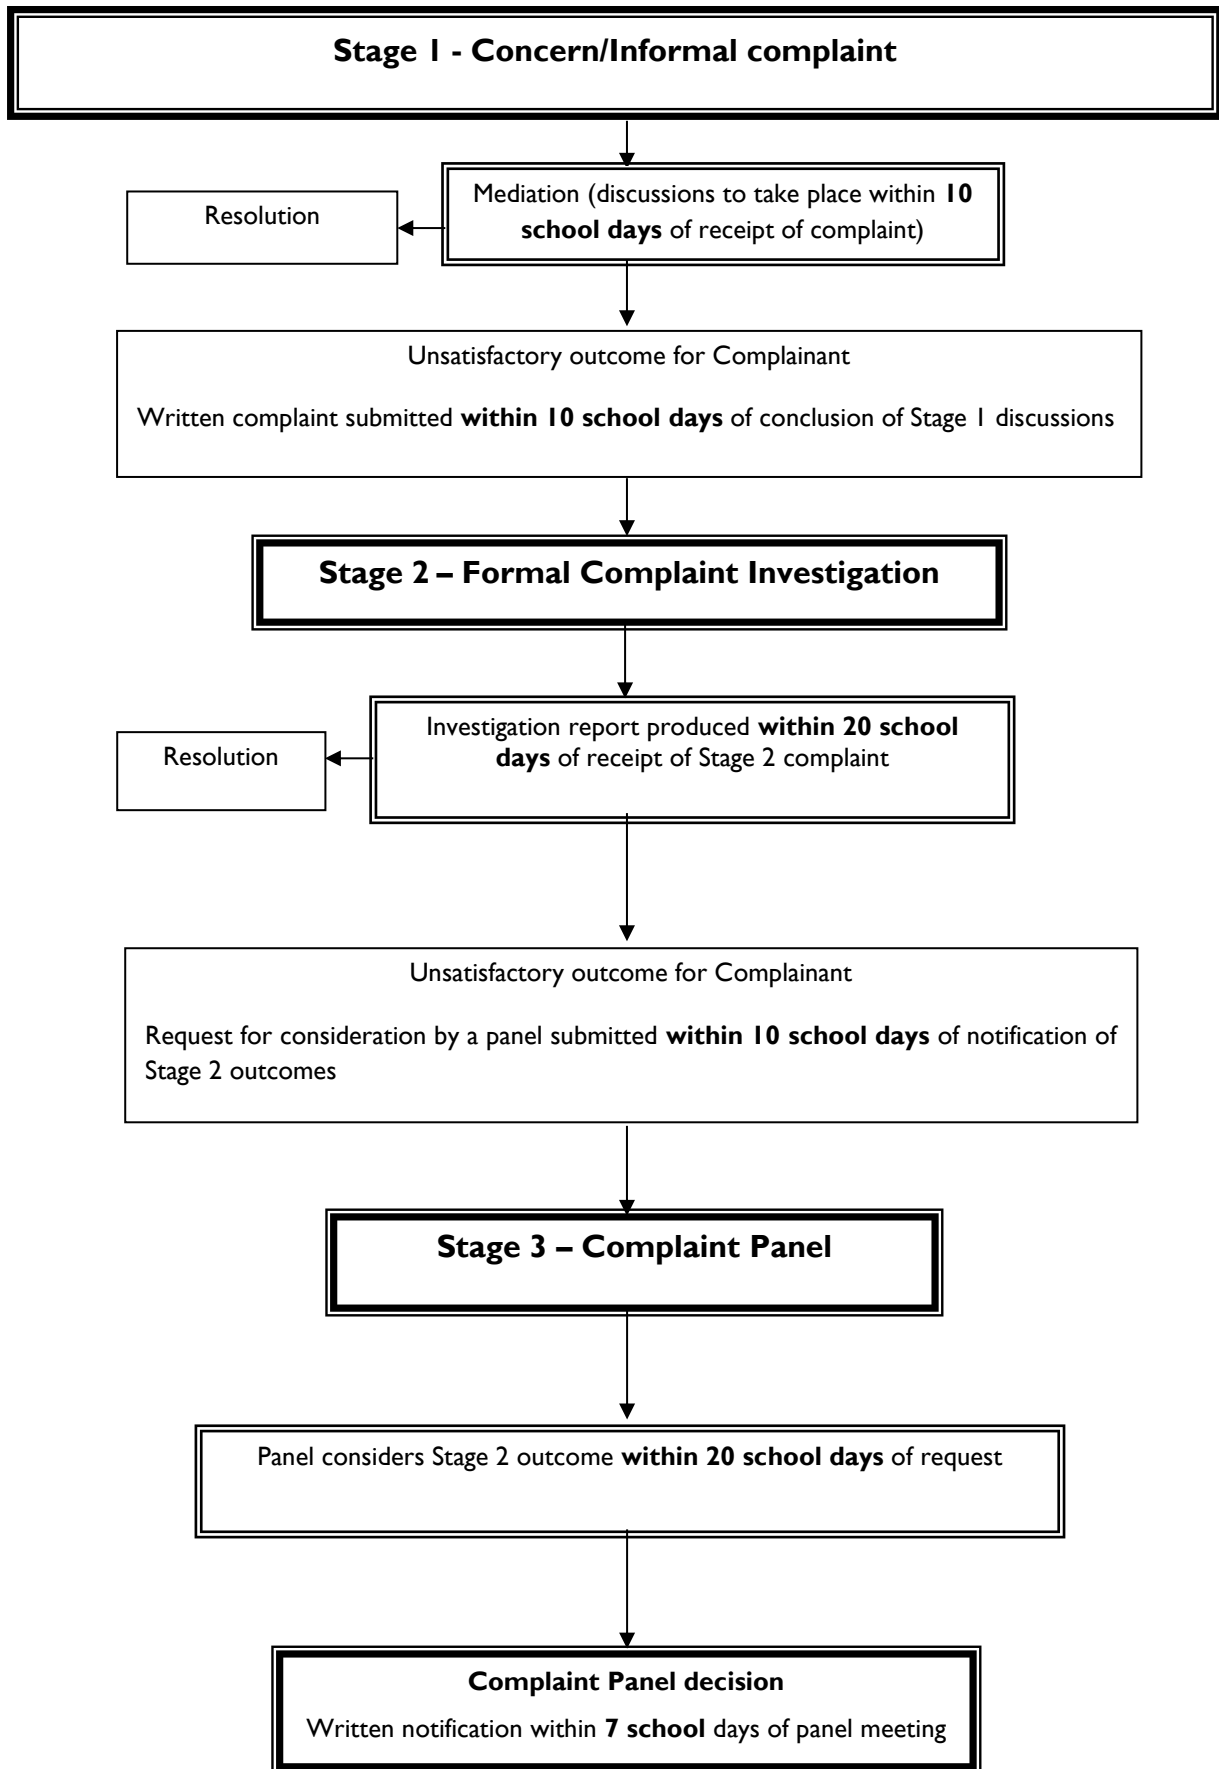 Stage 1 - Concern/Informal complaint
Mediation (discussions to take place within 10
school days of receipt of complaint)
Resolution
Unsatisfactory outcome for Complainant
Written complaint submitted within 10 school days of conclusion of Stage 1 discussions
Stage 2 – Formal Complaint Investigation
Investigation report produced within 20 school
days of receipt of Stage 2 complaint
Resolution
Unsatisfactory outcome for Complainant
Request for consideration by a panel submitted within 10 school days of notification of
Stage 2 outcomes
Stage 3 – Complaint Panel
Panel considers Stage 2 outcome within 20 school days of request
Complaint Panel decision
Written notification within 7 school days of panel meeting